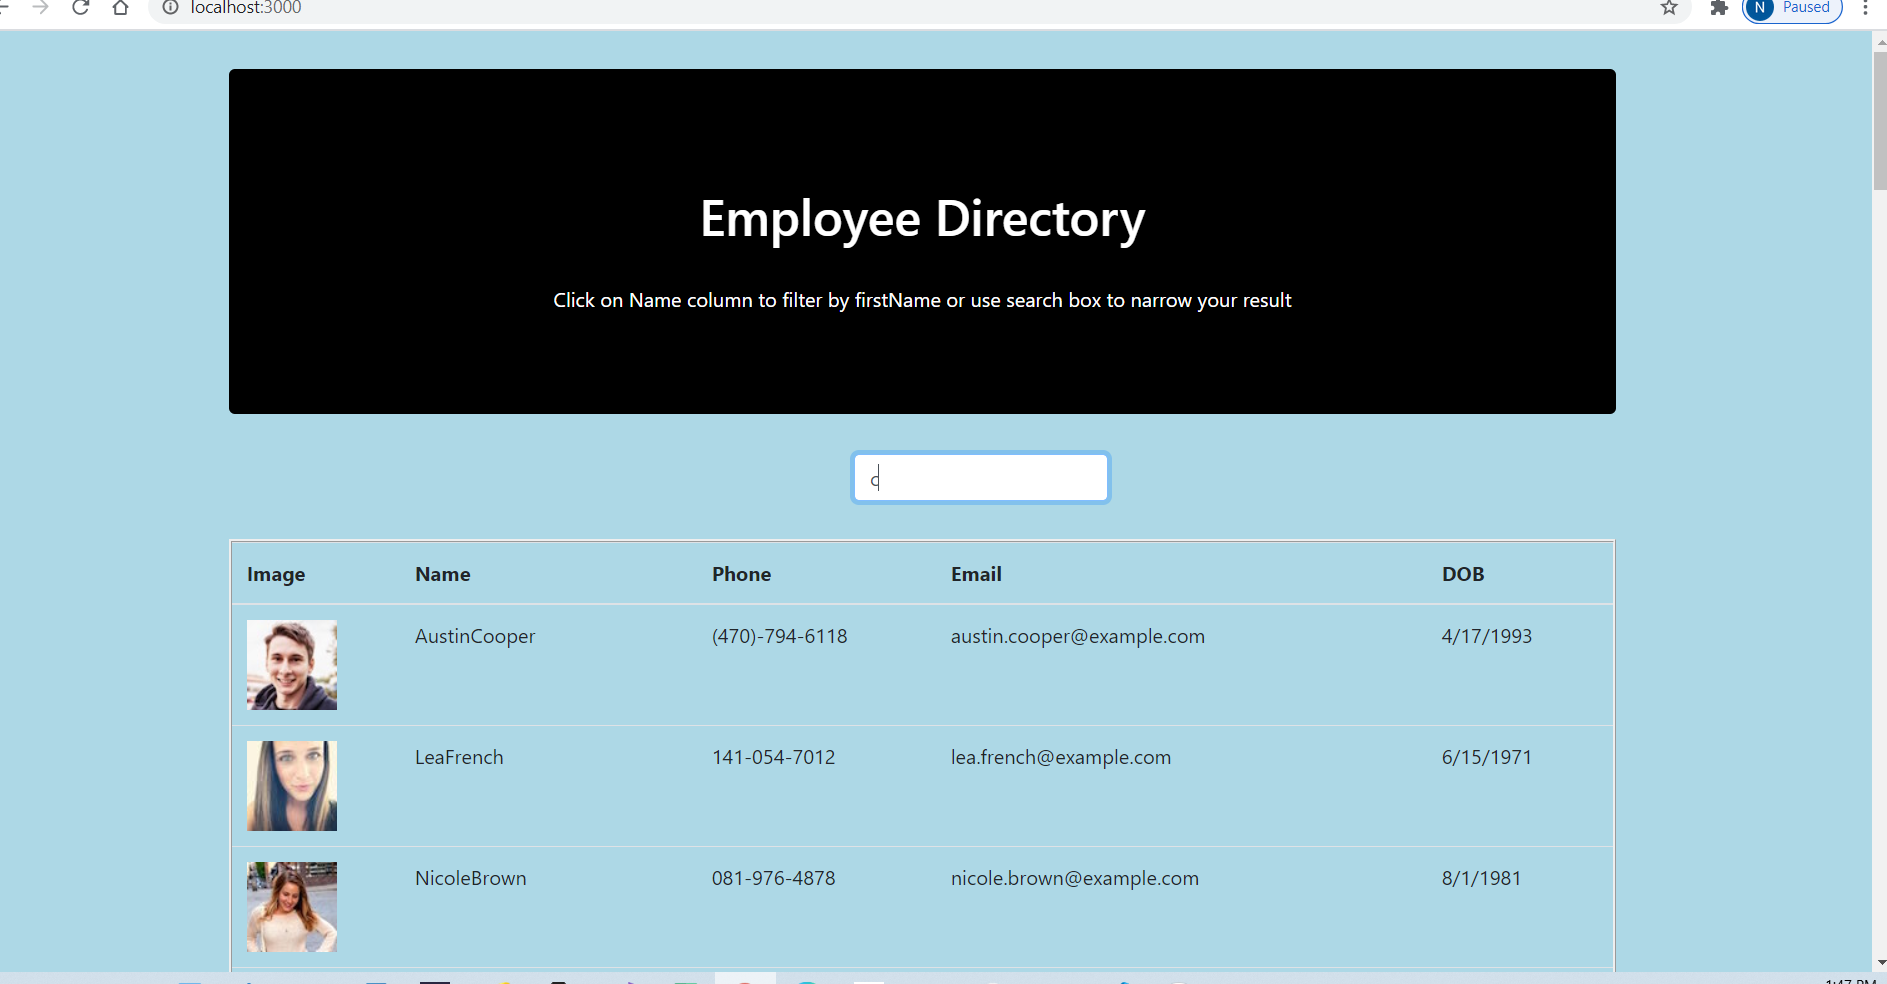 localhost:3000
N Paused
Employee Directory
Click on Name column to filter by firstName or use search box to narrow your result
c
Image Name Phone Email DOB
AustinCooper (470)-794-6118 austin.cooper@example.com 4/17/1993
LeaFrench 141-054-7012 lea.french@example.com 6/15/1971
NicoleBrown 081-976-4878 nicole.brown@example.com 8/1/1981
1:47 PM